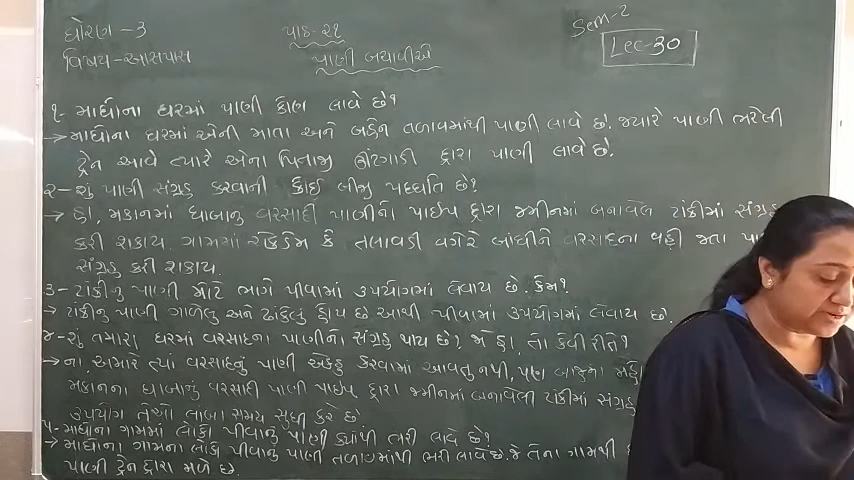 ધોરણ - 3
પાઠ - ૨૧
Sem-2
વિષય - આસપાસ
પાણી બચાવીએ
Lec-30
૧- માધોના ઘરમાં પાણી કોણ લાવે છે?
→ માધોના ઘરમાં એની માતા અને બહેન તળાવમાંથી પાણી લાવે છે. જ્યારે પાણી ભરેલી
ટ્રેન આવે ત્યારે એના પિતાજી ઊંટગાડી દ્વારા પાણી લાવે છે.
૨- શું પાણી સંગ્રહ કરવાની કોઈ બીજી પદ્ધતિ છે?
→ હા, મકાનમાં ધાબાનુ વરસાદી પાણીના પાઈપ દ્વારા જમીનમાં બનાવેલ ટાંકીમાં સંગ્રહ
કરી શકાય. ગામમાં ચેકડેમ કે તલાવડી વગેરે બાંધીને વરસાદના વહી જતા
સંગ્રહ કરી શકાય.
૩- ટાંકીનુ પાણી મોટે ભાગે પીવામાં ઉપયોગમાં લેવાય છે. કેમ?
→ ટાંકીનુ પાણી ગાળેલુ અને ઢાંકેલુ હોય છે આથી પીવામાં ઉપયોગમાં લેવાય છે.
૪- શું તમારા ઘરમાં વરસાદના પાણીનો સંગ્રહ થાય છે? જો હા, તો કેવી રીતે?
→ ના, અમારે ત્યાં વરસાદનું પાણી એકઠુ કરવામાં આવતુ નથી, પણ બાજુના
મકાનના ધાબાનુ વરસાદી પાણી પાઈપ દ્વારા જમીનમાં બનાવેલી ટાંકીમાં સંગ્રહ
ઉપયોગ તેઓ લાંબા સમય સુધી કરે છે
૫- માધોના ગામમાં લોકો પીવાનું પાણી ક્યાંથી ભરી લાવે છે?
→ માધોના ગામના લોકો પીવાનુ પાણી તળાવમાંથી ભરી લાવે છે. જે તેના ગામથી
પાણી ટ્રેન દ્વારા મળે છે.